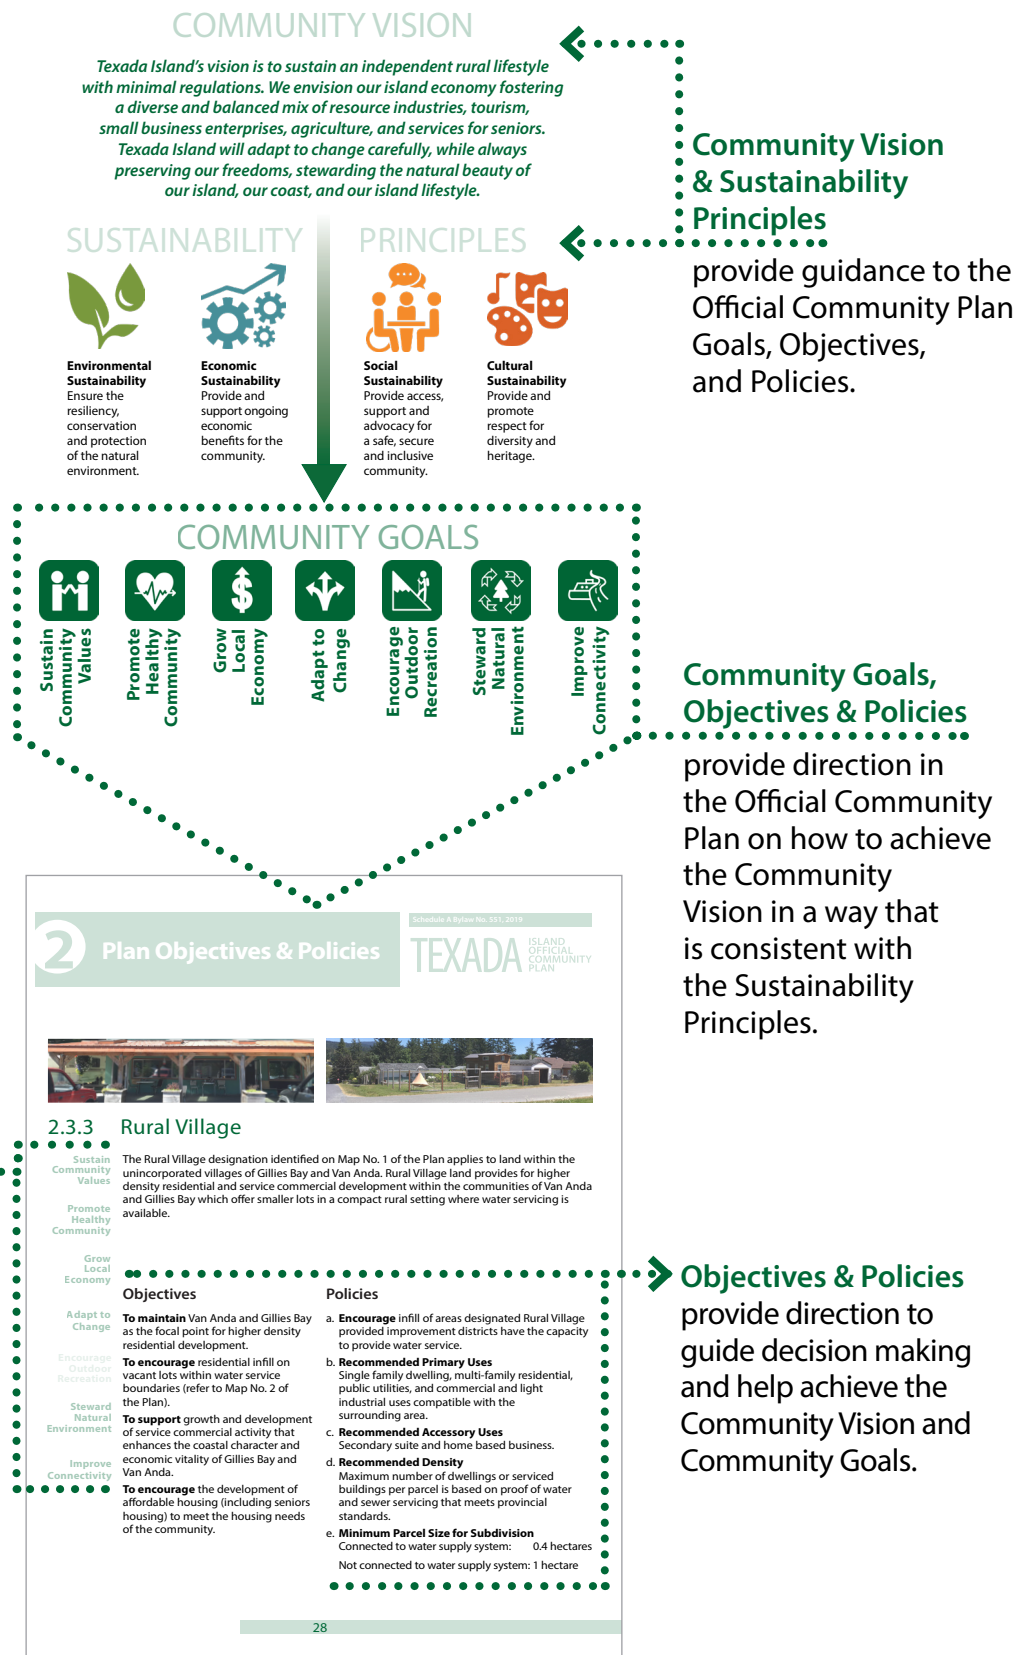 COMMUNITY VISION
Texada Island’s vision is to sustain an independent rural lifestyle
with minimal regulations. We envision our island economy fostering
a diverse and balanced mix of resource industries, tourism,
small business enterprises, agriculture, and services for seniors.
Texada Island will adapt to change carefully, while always
preserving our freedoms, stewarding the natural beauty of
our island, our coast, and our island lifestyle.
Community Vision
& Sustainability
Principles
provide guidance to the
Official Community Plan
Goals, Objectives,
and Policies.
SUSTAINABILITY PRINCIPLES
Environmental
Sustainability
Ensure the
resiliency,
conservation
and protection
of the natural
environment.
Economic
Sustainability
Provide and
support ongoing
economic
benefits for the
community.
Social
Sustainability
Provide access,
support and
advocacy for
a safe, secure
and inclusive
community.
Cultural
Sustainability
Provide and
promote
respect for
diversity and
heritage.
COMMUNITY GOALS
Sustain
Community
Values
Promote
Healthy
Community
Grow
Local
Economy
Adapt to
Change
Encourage
Outdoor
Recreation
Steward
Natural
Environment
Improve
Connectivity
Community Goals,
Objectives & Policies
provide direction in
the Official Community
Plan on how to achieve
the Community
Vision in a way that
is consistent with
the Sustainability
Principles.
2
Plan Objectives & Policies
Schedule A Bylaw No. 551, 2019
TEXADA
ISLAND
OFFICIAL
COMMUNITY
PLAN
2.3.3 Rural Village
Sustain
Community
Values
Promote
Healthy
Community
Grow
Local
Economy
Adapt to
Change
Encourage
Outdoor
Recreation
Steward
Natural
Environment
Improve
Connectivity
The Rural Village designation identified on Map No. 1 of the Plan applies to land within the
unincorporated villages of Gillies Bay and Van Anda. Rural Village land provides for higher
density residential and service commercial development within the communities of Van Anda
and Gillies Bay which offer smaller lots in a compact rural setting where water servicing is
available.
Objectives
To maintain Van Anda and Gillies Bay
as the focal point for higher density
residential development.
To encourage residential infill on
vacant lots within water service
boundaries (refer to Map No. 2 of
the Plan).
To support growth and development
of service commercial activity that
enhances the coastal character and
economic vitality of Gillies Bay and
Van Anda.
To encourage the development of
affordable housing (including seniors
housing) to meet the housing needs
of the community.
Policies
a. Encourage infill of areas designated Rural Village
provided improvement districts have the capacity
to provide water service.
b. Recommended Primary Uses
Single family dwelling, multi-family residential,
public utilities, and commercial and light
industrial uses compatible with the
surrounding area.
c. Recommended Accessory Uses
Secondary suite and home based business.
d. Recommended Density
Maximum number of dwellings or serviced
buildings per parcel is based on proof of water
and sewer servicing that meets provincial
standards.
e. Minimum Parcel Size for Subdivision
Connected to water supply system: 0.4 hectares
Not connected to water supply system: 1 hectare
Objectives & Policies
provide direction to
guide decision making
and help achieve the
Community Vision and
Community Goals.
28